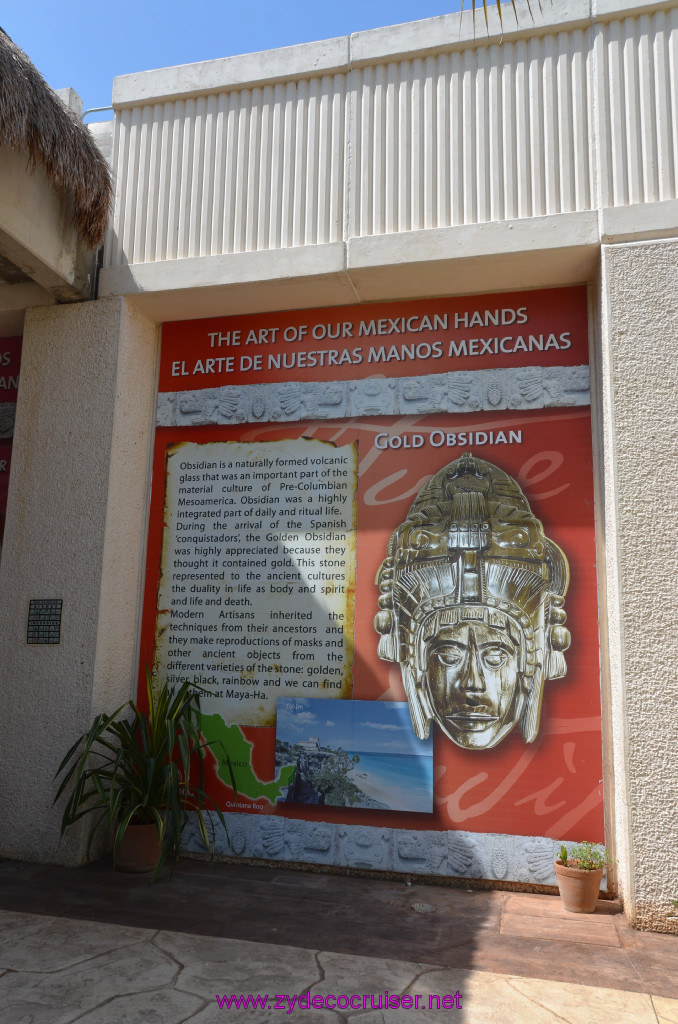 THE ART OF OUR MEXICAN HANDS
EL ARTE DE NUESTRAS MANOS MEXICANAS
GOLD OBSIDIAN
Obsidian is a naturally formed volcanic
glass that was an important part of the
material culture of Pre-Columbian
Mesoamerica. Obsidian was a highly
integrated part of daily and ritual life.
During the arrival of the Spanish
'conquistadors', the Golden Obsidian
was highly appreciated because they
thought it contained gold. This stone
represented to the ancient cultures
the duality in life as body and spirit
and life and death.
Modern Artisans inherited the
techniques from their ancestors and
they make reproductions of masks and
other ancient objects from the
different varieties of the stone: golden,
silver, black, rainbow and we can find
them at Maya-Ha.
Tulum
Mexico
Quintana Roo
www.zydecocruiser.net